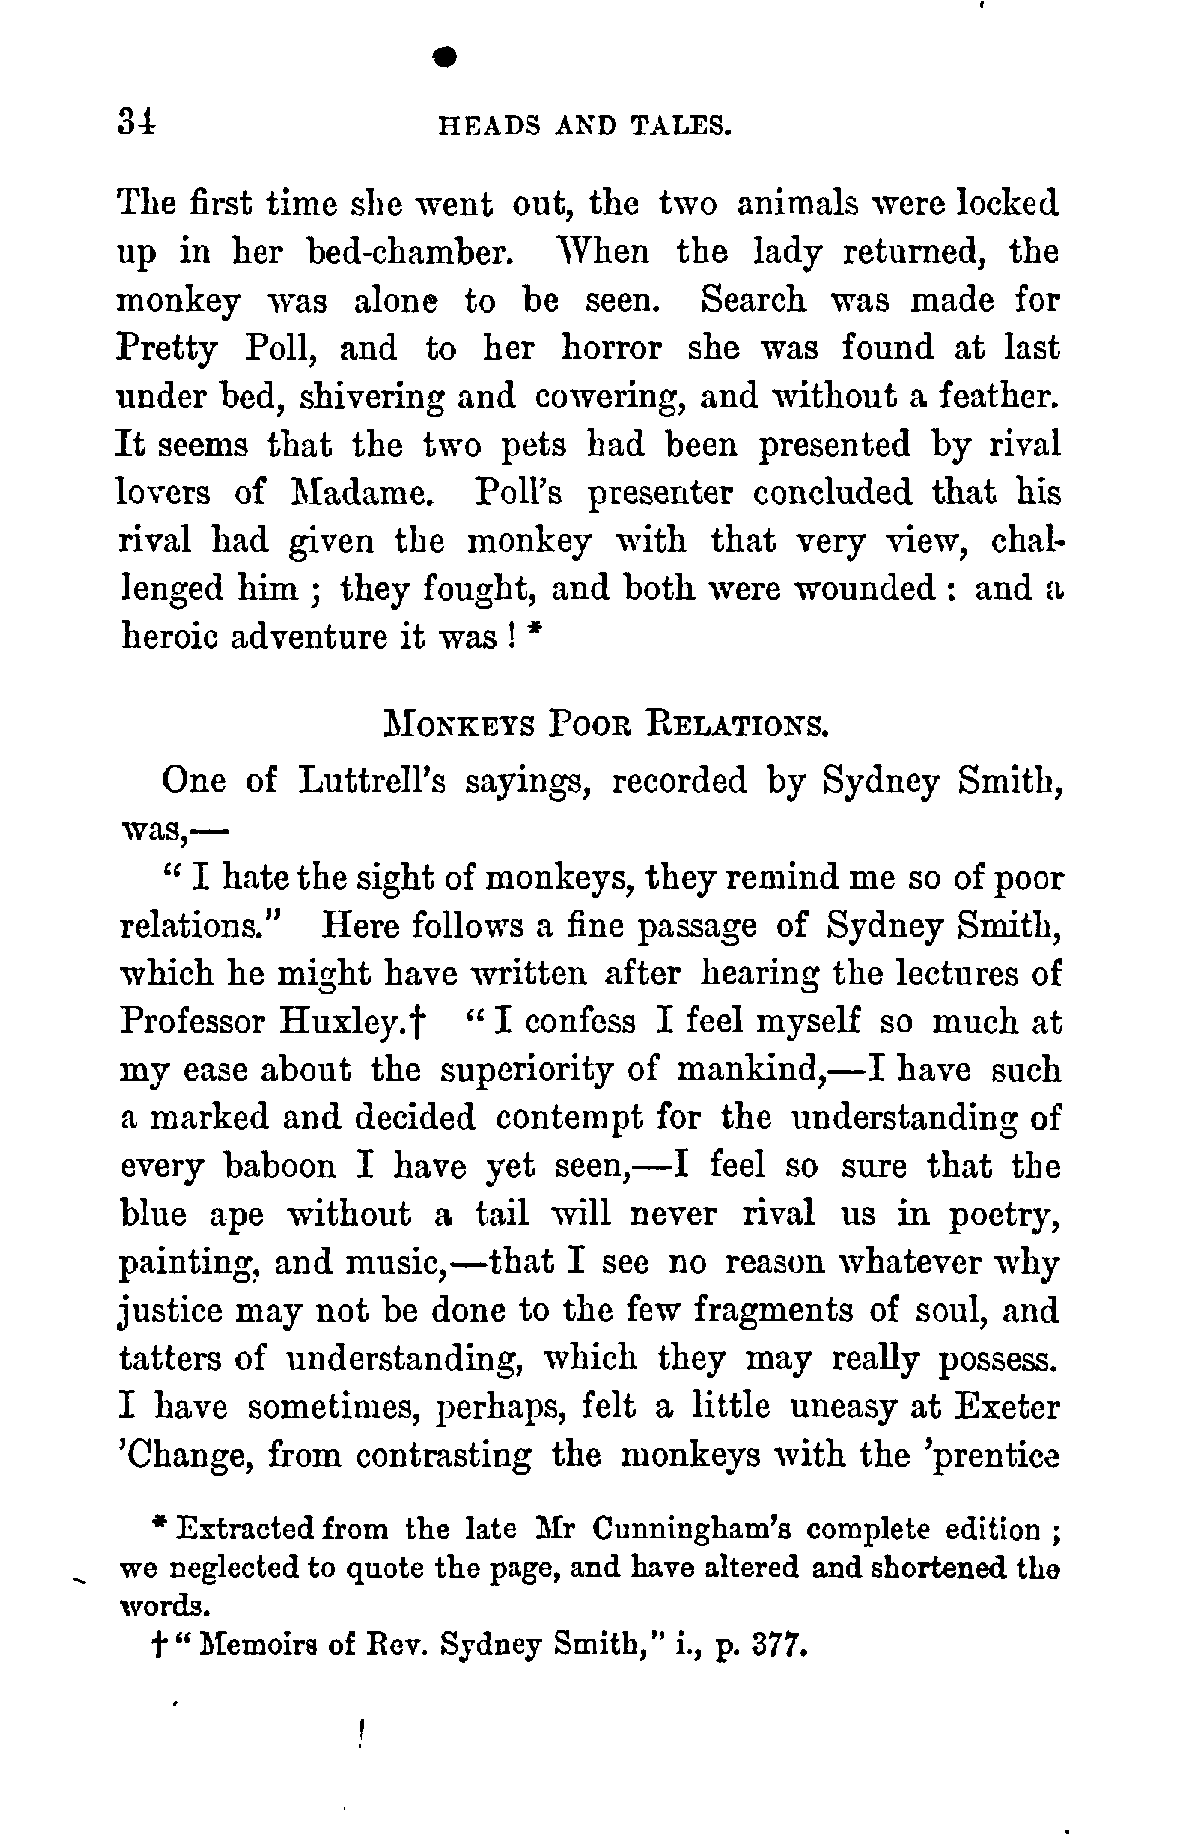 34 HEADS AND TALES.
The first time she went out, the two animals were locked
up in her bed-chamber. When the lady returned, the
monkey was alone to be seen. Search was made for
Pretty Poll, and to her horror she was found at last
under bed, shivering and cowering, and without a feather.
It seems that the two pets had been presented by rival
lovers of Madame. Poll's presenter concluded that his
rival had given the monkey with that very view, chal-
lenged him ; they fought, and both were wounded : and a
heroic adventure it was ! *
MONKEYS POOR RELATIONS.
One of Luttrell's sayings, recorded by Sydney Smith,
was,—
" I hate the sight of monkeys, they remind me so of poor
relations." Here follows a fine passage of Sydney Smith,
which he might have written after hearing the lectures of
Professor Huxley.† " I confess I feel myself so much at
my ease about the superiority of mankind,—I have such
a marked and decided contempt for the understanding of
every baboon I have yet seen,—I feel so sure that the
blue ape without a tail will never rival us in poetry,
painting, and music,—that I see no reason whatever why
justice may not be done to the few fragments of soul, and
tatters of understanding, which they may really possess.
I have sometimes, perhaps, felt a little uneasy at Exeter
'Change, from contrasting the monkeys with the 'prentice
* Extracted from the late Mr Cunningham's complete edition ;
we neglected to quote the page, and have altered and shortened the
words.
† " Memoirs of Rev. Sydney Smith," i., p. 377.